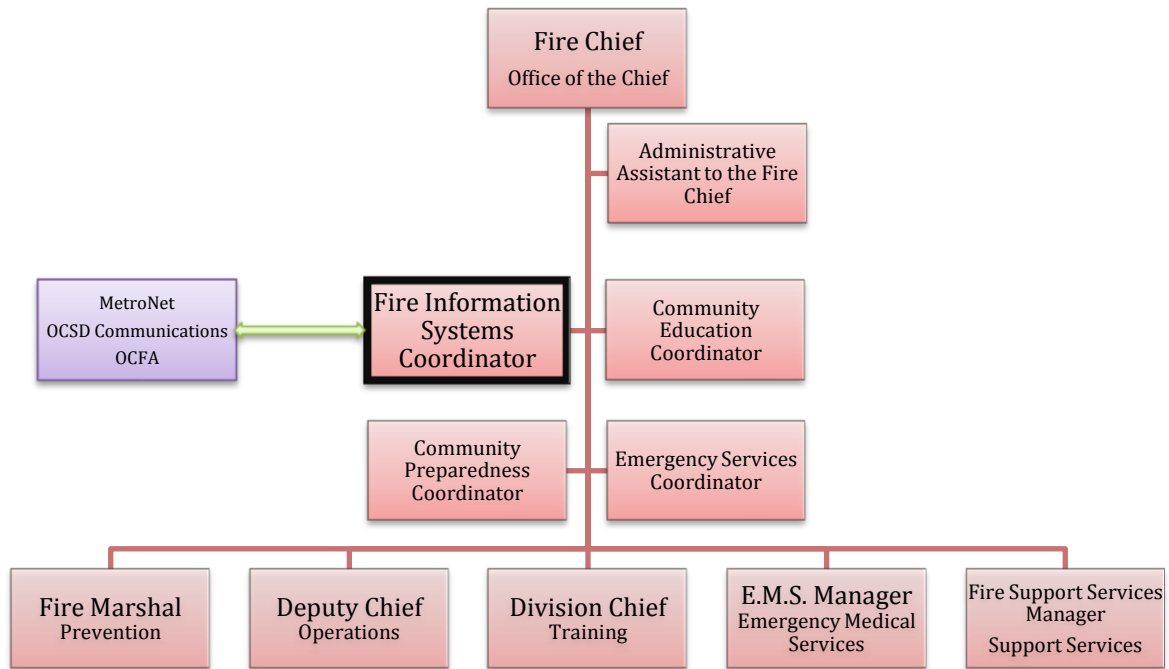 Fire Chief
Office of the Chief
Administrative
Assistant to the Fire
Chief
MetroNet
OCSD Communications
OCFA
Fire Information
Systems
Coordinator
Community
Education
Coordinator
Community
Preparedness
Coordinator
Emergency Services
Coordinator
Fire Marshal
Prevention
Deputy Chief
Operations
Division Chief
Training
E.M.S. Manager
Emergency Medical
Services
Fire Support Services
Manager
Support Services